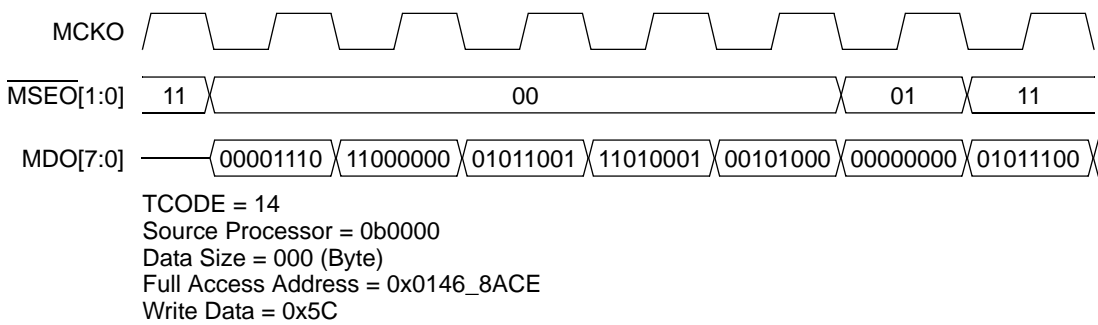 MCKO
MSEO[1:0] 11 00 01 11
MDO[7:0] 00001110 11000000 01011001 11010001 00101000 00000000 01011100
TCODE = 14
Source Processor = 0b0000
Data Size = 000 (Byte)
Full Access Address = 0x0146_8ACE
Write Data = 0x5C